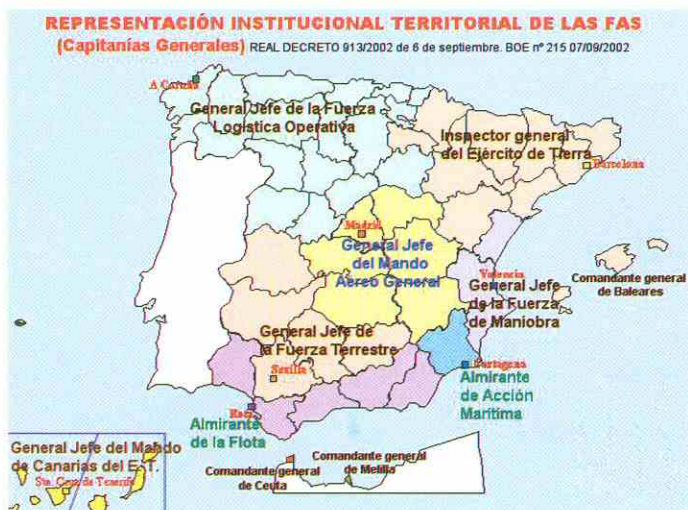 REPRESENTACIÓN INSTITUCIONAL TERRITORIAL DE LAS FAS
(Capitanías Generales) REAL DECRETO 913/2002 de 6 de septiembre. BOE nº 215 07/09/2002
A Coruña
General Jefe de la Fuerza
Logística Operativa
Inspector general
del Ejército de Tierra
Barcelona
Madrid
General Jefe
del Mando
Aéreo General
Valencia
Comandante general
de Baleares
General Jefe
de la Fuerza
de Maniobra
General Jefe de
la Fuerza Terrestre
Sevilla
Cartagena
Almirante
de Acción
Marítima
Rota
Almirante
de la Flota
General Jefe del Mando
de Canarias del E.T.
Sta. Cruz de Tenerife
Comandante general
de Ceuta
Comandante general
de Melilla